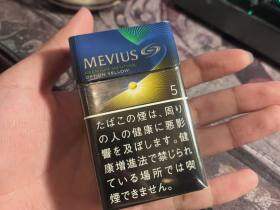 MEVIUS
PREMIUM MENTHOL
OPTION YELLOW
5
たばこの煙は、周り
の人の健康に悪影
響を及ぼします。健
康増進法で禁じられ
ている場所では喫
煙できません。